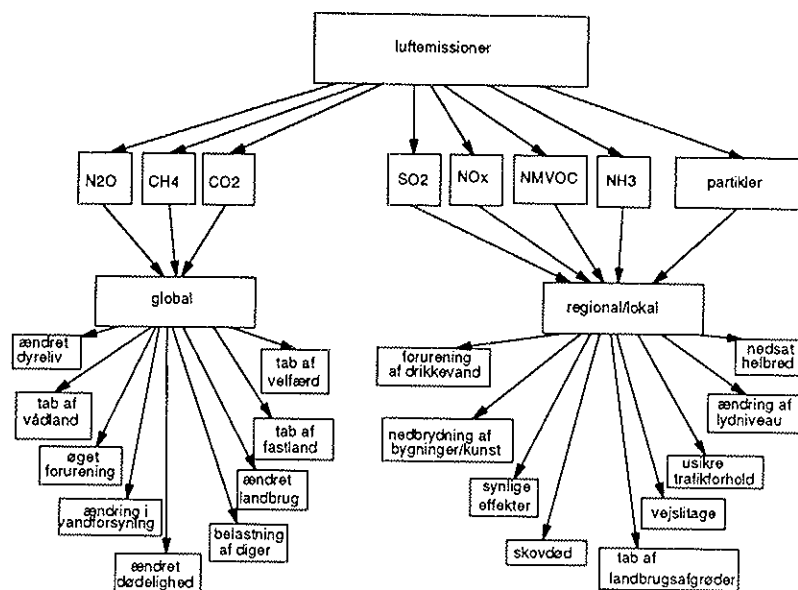 luftemissioner
N2O
CH4
CO2
SO2
NOx
NMVOC
NH3
partikler
global
regional/lokal
ændret
dyreliv
tab af
vådland
øget
forurening
ændring i
vandforsyning
ændret
dødelighed
belastning
af diger
ændret
landbrug
tab af
fastland
tab af
velfærd
forurening
af drikkevand
nedbrydning af
bygninger/kunst
synlige
effekter
skovdød
tab af
landbrugsafgrøder
vejslitage
usikre
trafikforhold
ændring af
lydniveau
nedsat
helbred